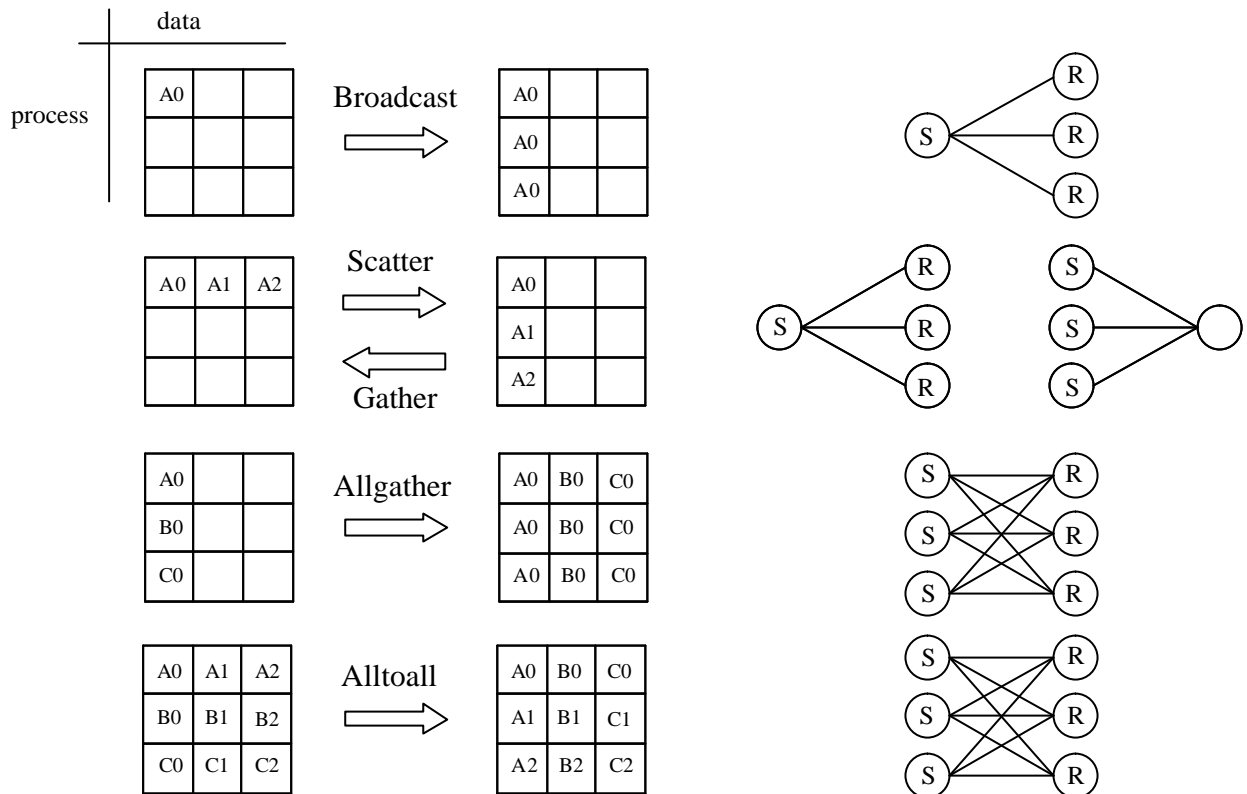 data
process
A0
Broadcast
A0
A0
A0
S
R
R
R
A0 A1 A2
Scatter
Gather
A0
A1
A2
S
R
R
R
S
S
S
A0
B0
C0
Allgather
A0 B0 C0
A0 B0 C0
A0 B0 C0
S
S
S
R
R
R
A0 A1 A2
B0 B1 B2
C0 C1 C2
Alltoall
A0 B0 C0
A1 B1 C1
A2 B2 C2
S
S
S
R
R
R